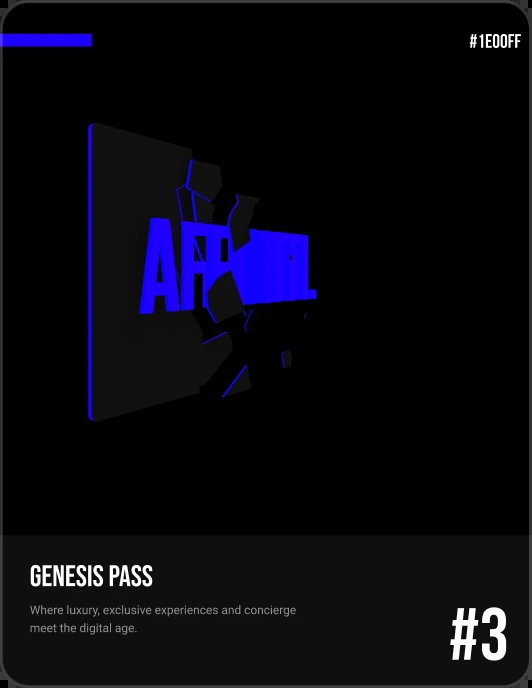 #1E00FF
GENESIS PASS
Where luxury, exclusive experiences and concierge
meet the digital age.
#3